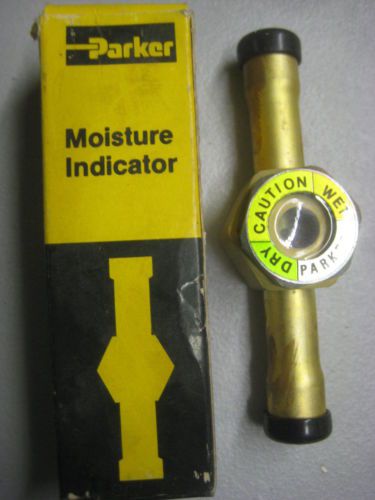 Parker
Moisture
Indicator
DRY CAUTION WET
PARK-